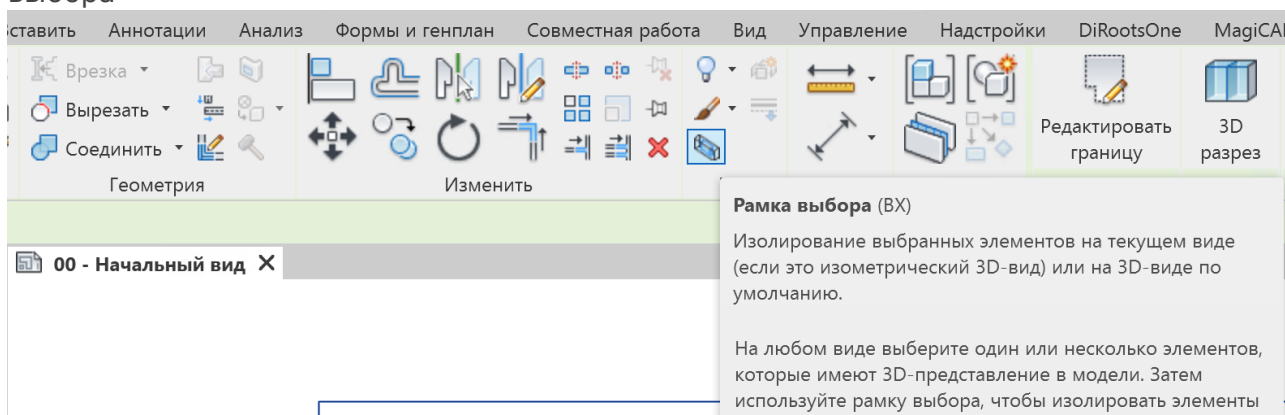 ставить Аннотации Анализ Формы и генплан Совместная работа Вид Управление Надстройки DiRootsOne MagiCA
Врезка
Вырезать
Соединить
Редактировать
границу
3D
разрез
Геометрия Изменить
Рамка выбора (BX)
Изолирование выбранных элементов на текущем виде
(если это изометрический 3D-вид) или на 3D-виде по
умолчанию.
00 - Начальный вид
На любом виде выберите один или несколько элементов,
которые имеют 3D-представление в модели. Затем
используйте рамку выбора, чтобы изолировать элементы